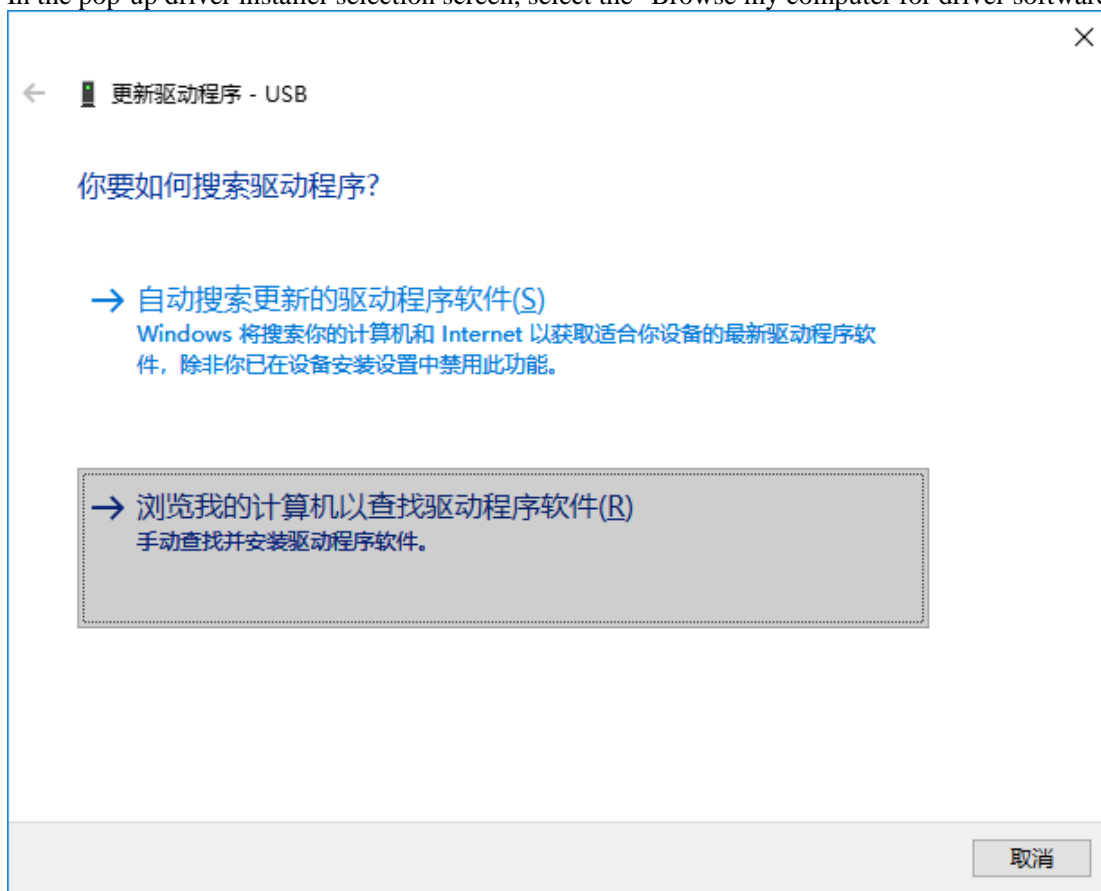 In the pop-up driver installer selection screen, select the "Browse my computer for driver software
更新驱动程序 - USB
你要如何搜索驱动程序?
自动搜索更新的驱动程序软件(S)
Windows 将搜索你的计算机和 Internet 以获取适合你设备的最新驱动程序软
件，除非你已在设备安装设置中禁用此功能。
浏览我的计算机以查找驱动程序软件(R)
手动查找并安装驱动程序软件。
取消